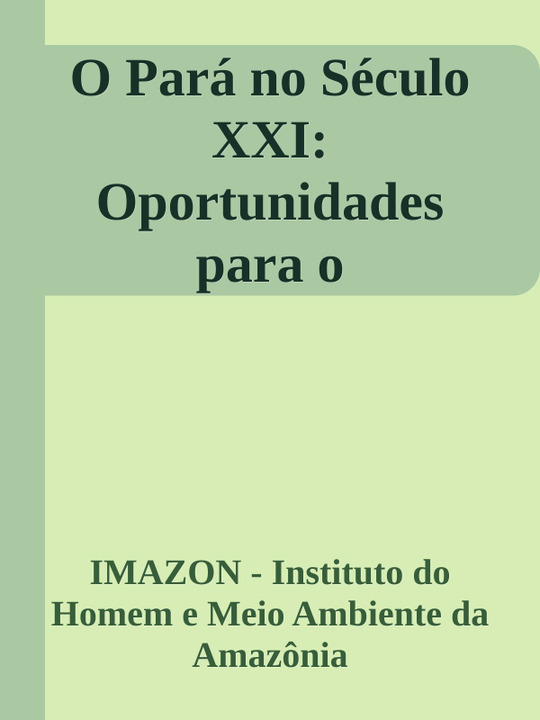 O Pará no Século
XXI:
Oportunidades
para o
IMAZON - Instituto do
Homem e Meio Ambiente da
Amazônia